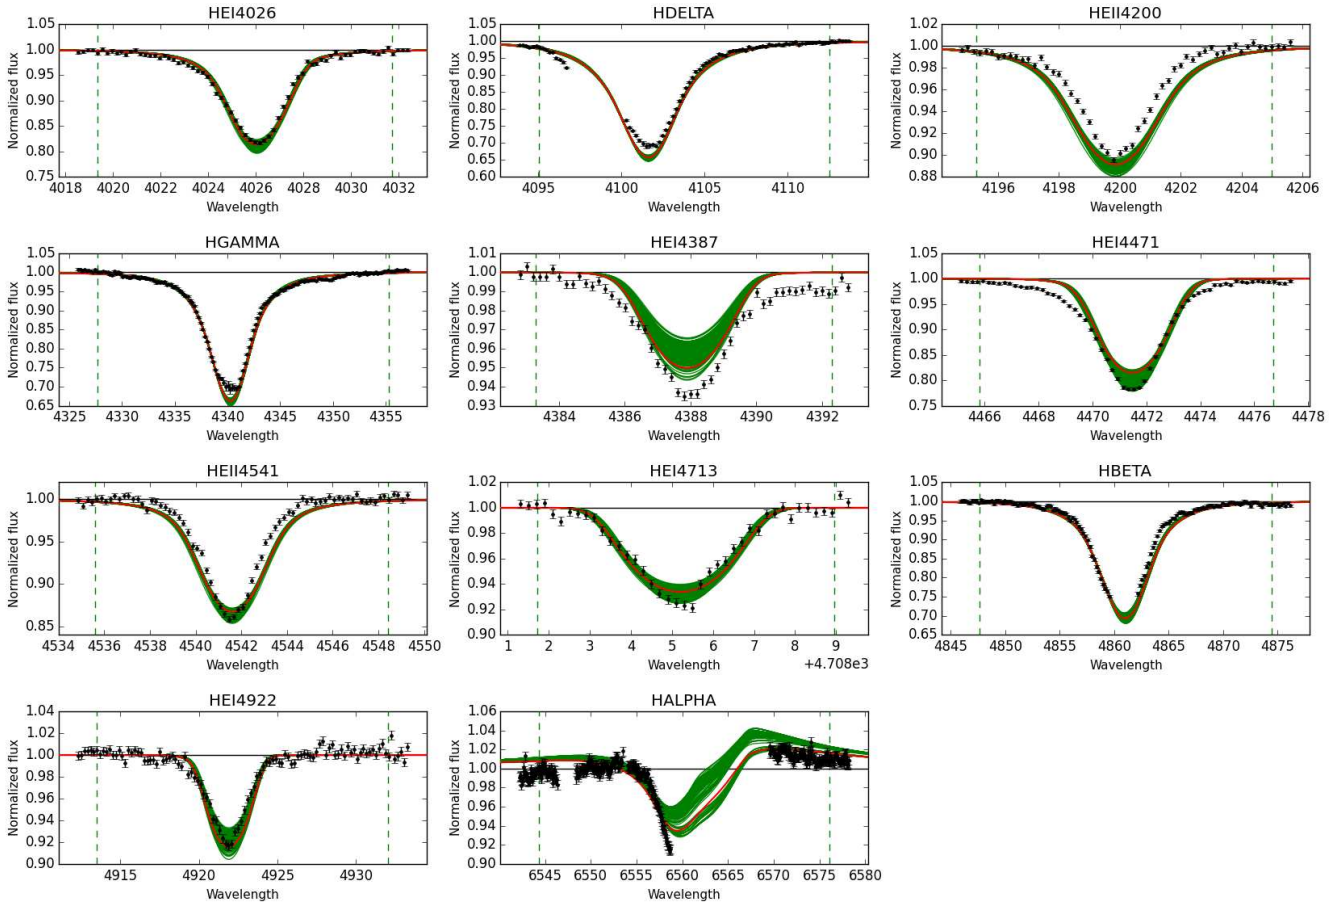 HEI4026
HDELTA
HEII4200
Normalized flux
1.05
1.00
0.95
0.90
0.85
0.80
0.75
4018 4020 4022 4024 4026 4028 4030 4032
Wavelength
Normalized flux
1.05
1.00
0.95
0.90
0.85
0.80
0.75
0.70
0.65
0.60
4095 4100 4105 4110
Wavelength
Normalized flux
1.02
1.00
0.98
0.96
0.94
0.92
0.90
0.88
4196 4198 4200 4202 4204 4206
Wavelength
HGAMMA
HEI4387
HEI4471
Normalized flux
1.05
1.00
0.95
0.90
0.85
0.80
0.75
0.70
0.65
4325 4330 4335 4340 4345 4350 4355
Wavelength
Normalized flux
1.01
1.00
0.99
0.98
0.97
0.96
0.95
0.94
0.93
4384 4386 4388 4390 4392
Wavelength
Normalized flux
1.05
1.00
0.95
0.90
0.85
0.80
0.75
4466 4468 4470 4472 4474 4476 4478
Wavelength
HEII4541
HEI4713
HBETA
Normalized flux
1.00
0.95
0.90
0.85
4534 4536 4538 4540 4542 4544 4546 4548 4550
Wavelength
Normalized flux
1.02
1.00
0.98
0.96
0.94
0.92
0.90
1 2 3 4 5 6 7 8 9
Wavelength
+4.708e3
Normalized flux
1.05
1.00
0.95
0.90
0.85
0.80
0.75
0.70
0.65
4845 4850 4855 4860 4865 4870 4875
Wavelength
HEI4922
HALPHA
Normalized flux
1.04
1.02
1.00
0.98
0.96
0.94
0.92
0.90
4915 4920 4925 4930
Wavelength
Normalized flux
1.06
1.04
1.02
1.00
0.98
0.96
0.94
0.92
0.90
6545 6550 6555 6560 6565 6570 6575 6580
Wavelength